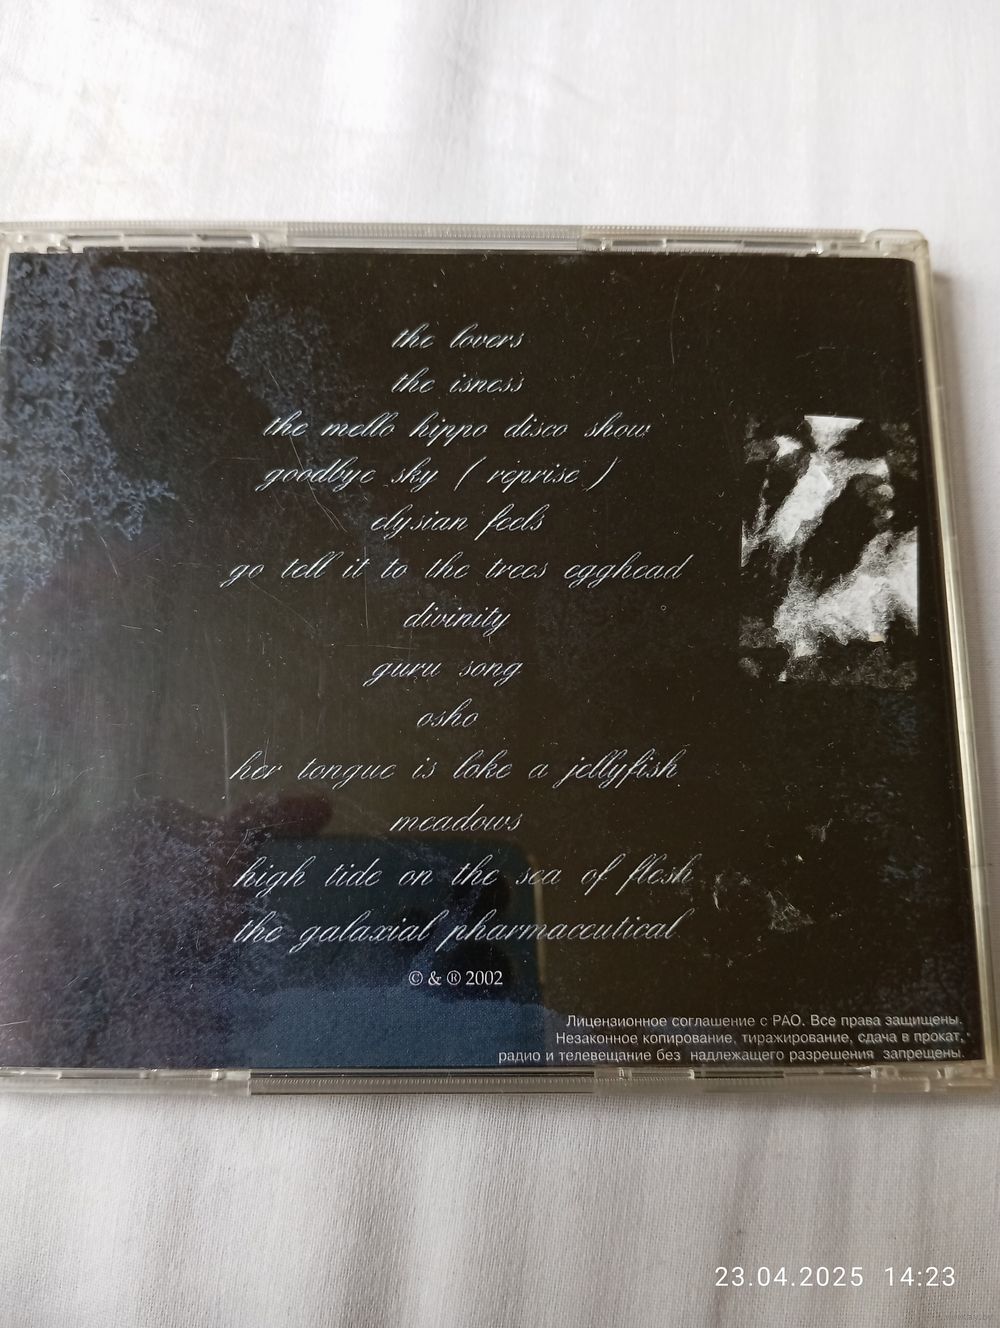 the lovers
the isness
the mello hippo disco show
goodbye sky ( reprise )
elysian feels
go tell it to the trees egghead
divinity
guru song
osho
her tongue is loke a jellyfish
meadows
high tide on the sea of flesh
the galaxial pharmaceutical
© & ® 2002
Лицензионное соглашение с РАО. Все права защищены.
Незаконное копирование, тиражирование, сдача в прокат,
радио и телевещание без надлежащего разрешения запрещены.
23.04.2025 14:23